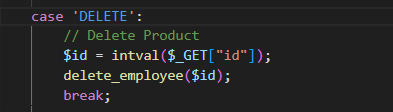 case 'DELETE':
// Delete Product
$id = intval($_GET["id"]);
delete_employee($id);
break;